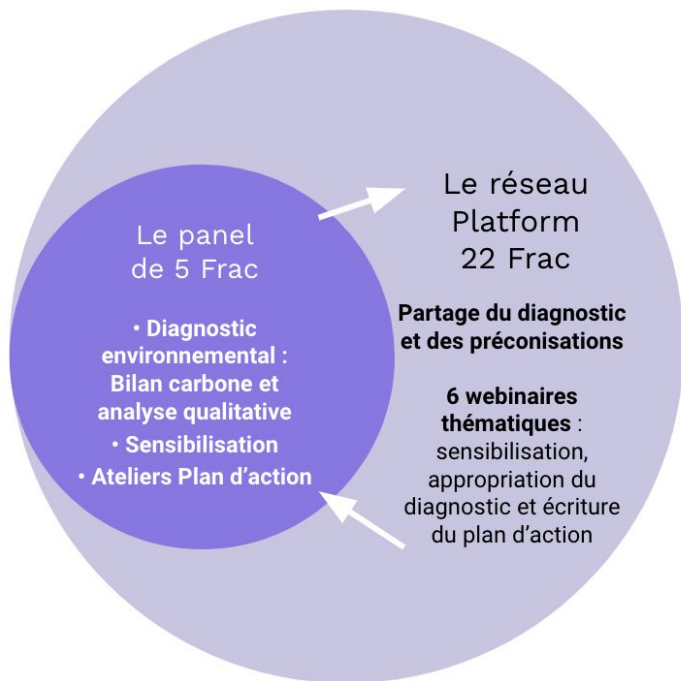 Le panel
de 5 Frac
• Diagnostic
environnemental :
Bilan carbone et
analyse qualitative
• Sensibilisation
• Ateliers Plan d'action
Le réseau
Platform
22 Frac
Partage du diagnostic
et des préconisations
6 webinaires
thématiques :
sensibilisation,
appropriation du
diagnostic et écriture
du plan d'action